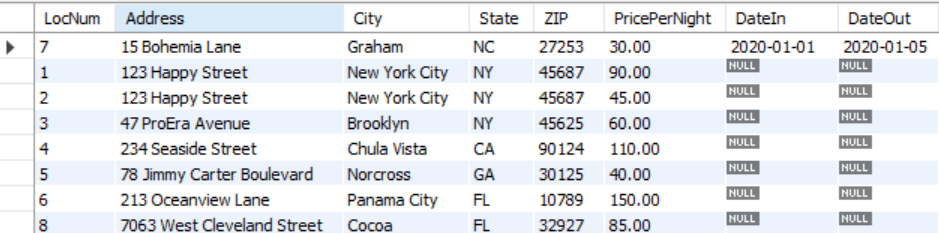 LocNum Address City State ZIP PricePerNight DateIn DateOut
7 15 Bohemia Lane Graham NC 27253 30.00 2020-01-01 2020-01-05
1 123 Happy Street New York City NY 45687 90.00 NULL NULL
2 123 Happy Street New York City NY 45687 45.00 NULL NULL
3 47 ProEra Avenue Brooklyn NY 45625 60.00 NULL NULL
4 234 Seaside Street Chula Vista CA 90124 110.00 NULL NULL
5 78 Jimmy Carter Boulevard Norcross GA 30125 40.00 NULL NULL
6 213 Oceanview Lane Panama City FL 10789 150.00 NULL NULL
8 7063 West Cleveland Street Cocoa FL 32927 85.00 NULL NULL